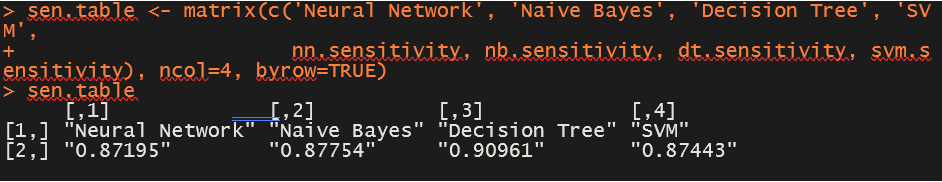 > sen.table <- matrix(c('Neural Network', 'Naive Bayes', 'Decision Tree', 'SV
M',
+                      nn.sensitivity, nb.sensitivity, dt.sensitivity, svm.s
ensitivity), ncol=4, byrow=TRUE)
> sen.table
     [,1]             [,2]          [,3]            [,4]
[1,] "Neural Network" "Naive Bayes" "Decision Tree" "SVM"
[2,] "0.87195"        "0.87754"     "0.90961"       "0.87443"